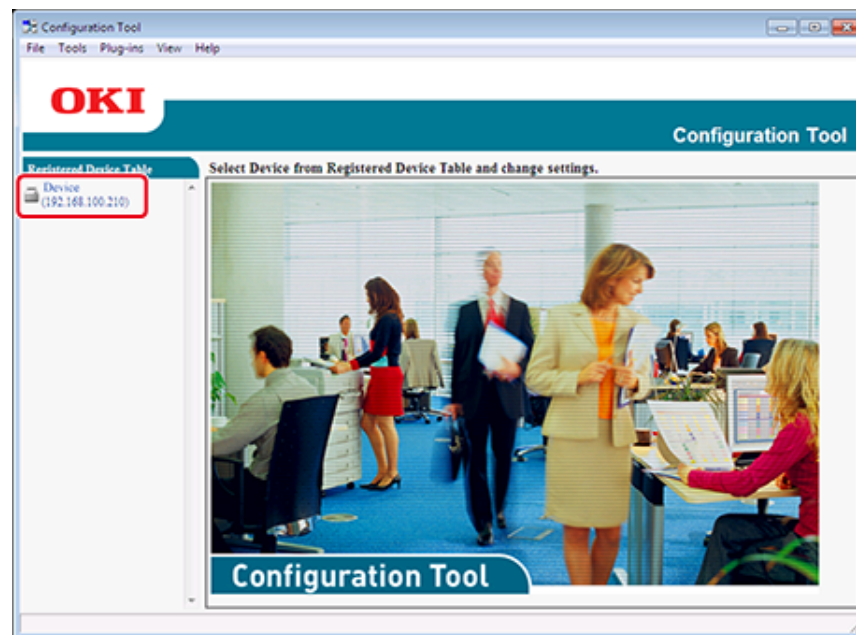 Configuration Tool
File Tools Plug-ins View Help
OKI
Configuration Tool
Registered Device Table
Select Device from Registered Device Table and change settings.
Device
(192.168.100.210)
Configuration Tool